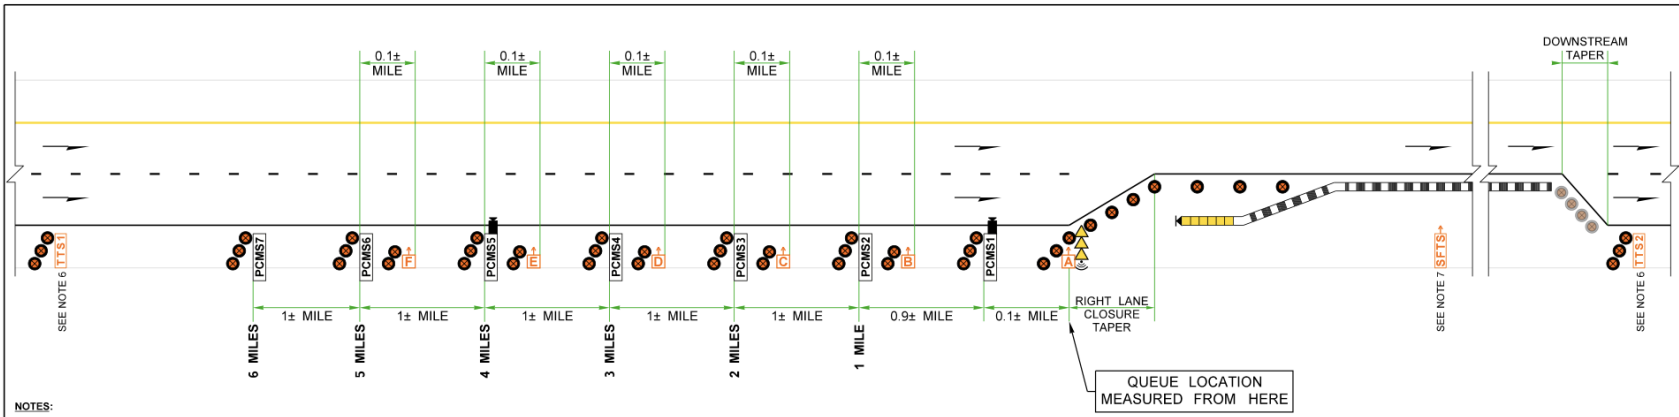 0.1±
MILE
0.1±
MILE
0.1±
MILE
0.1±
MILE
0.1±
MILE
DOWNSTREAM
TAPER
TTS1
PCMS7
PCMS6
F
PCMS5
E
PCMS4
D
PCMS3
C
PCMS2
B
PCMS1
A
SFTS
TTS2
SEE NOTE 6
SEE NOTE 7
SEE NOTE 6
1± MILE
1± MILE
1± MILE
1± MILE
1± MILE
0.9± MILE
0.1± MILE
RIGHT LANE
CLOSURE
TAPER
6 MILES
5 MILES
4 MILES
3 MILES
2 MILES
1 MILE
QUEUE LOCATION
MEASURED FROM HERE
NOTES: